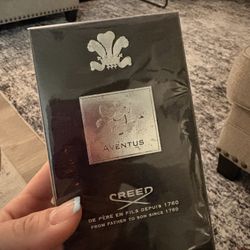 AVENTUS
CREED
DE PÈRE EN FILS DEPUIS 1760
FROM FATHER TO SON SINCE 1760